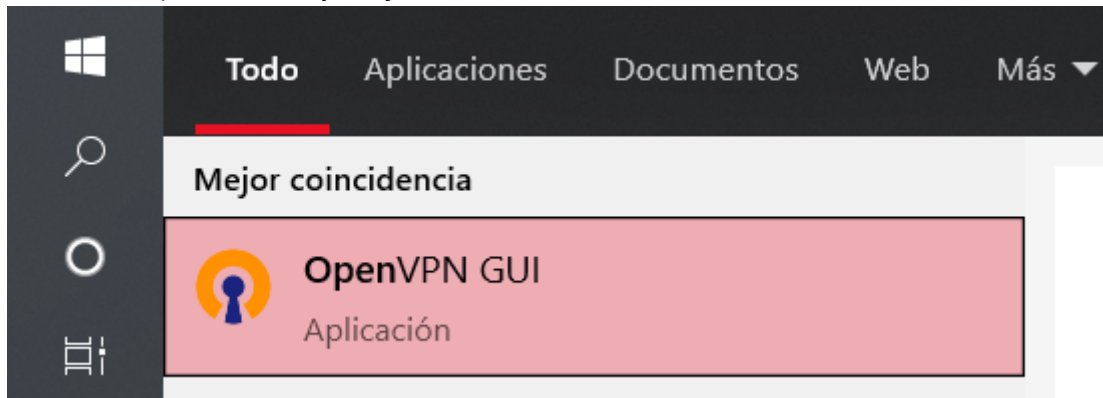 Todo Aplicaciones Documentos Web Más
Mejor coincidencia
OpenVPN GUI
Aplicación